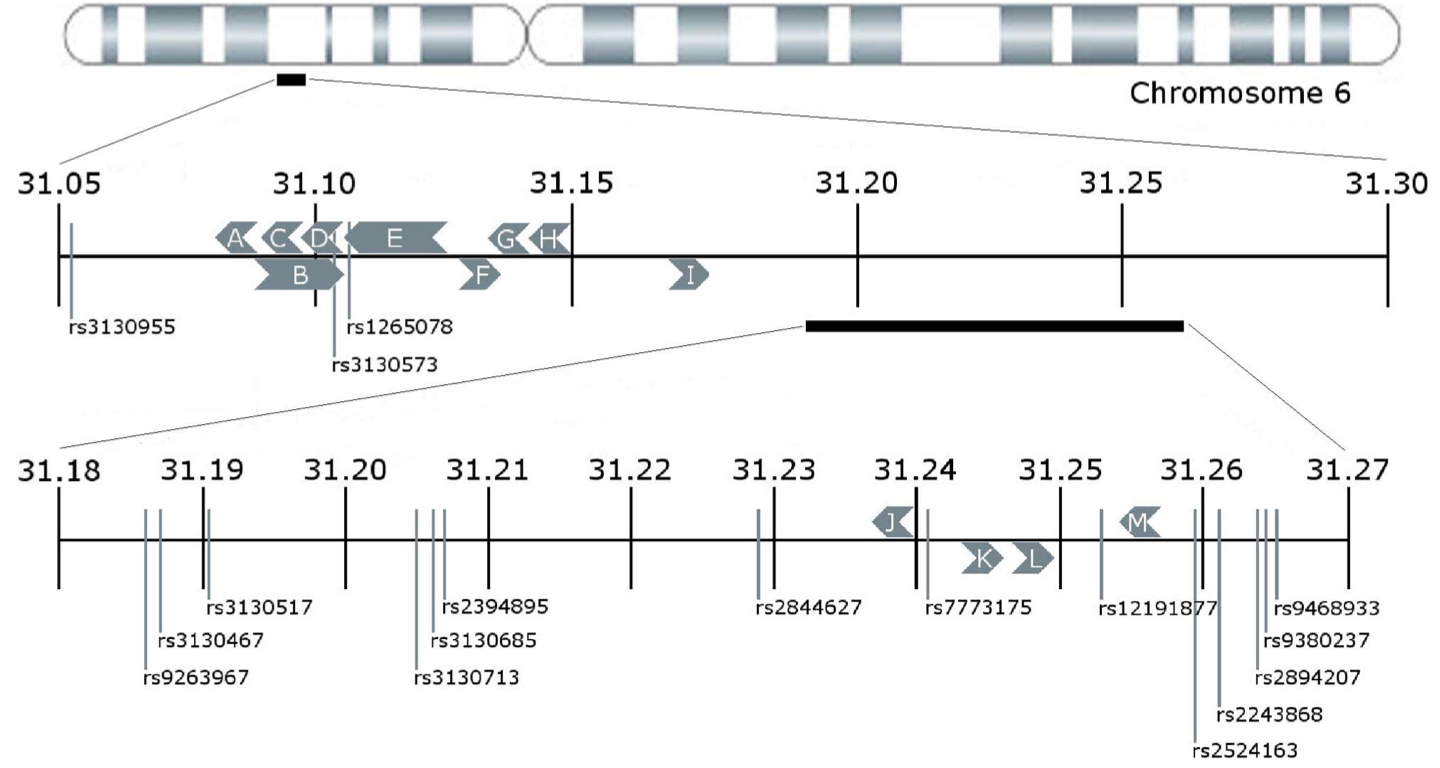 Chromosome 6
31.05 31.10 31.15 31.20 31.25 31.30
A C D E G H
B F I
rs3130955 rs1265078
rs3130573
31.18 31.19 31.20 31.21 31.22 31.23 31.24 31.25 31.26 31.27
J M
K L
rs3130517 rs2394895 rs2844627 rs7773175 rs12191877 rs9468933
rs3130467 rs3130685 rs9380237
rs9263967 rs3130713 rs2894207
rs2243868
rs2524163